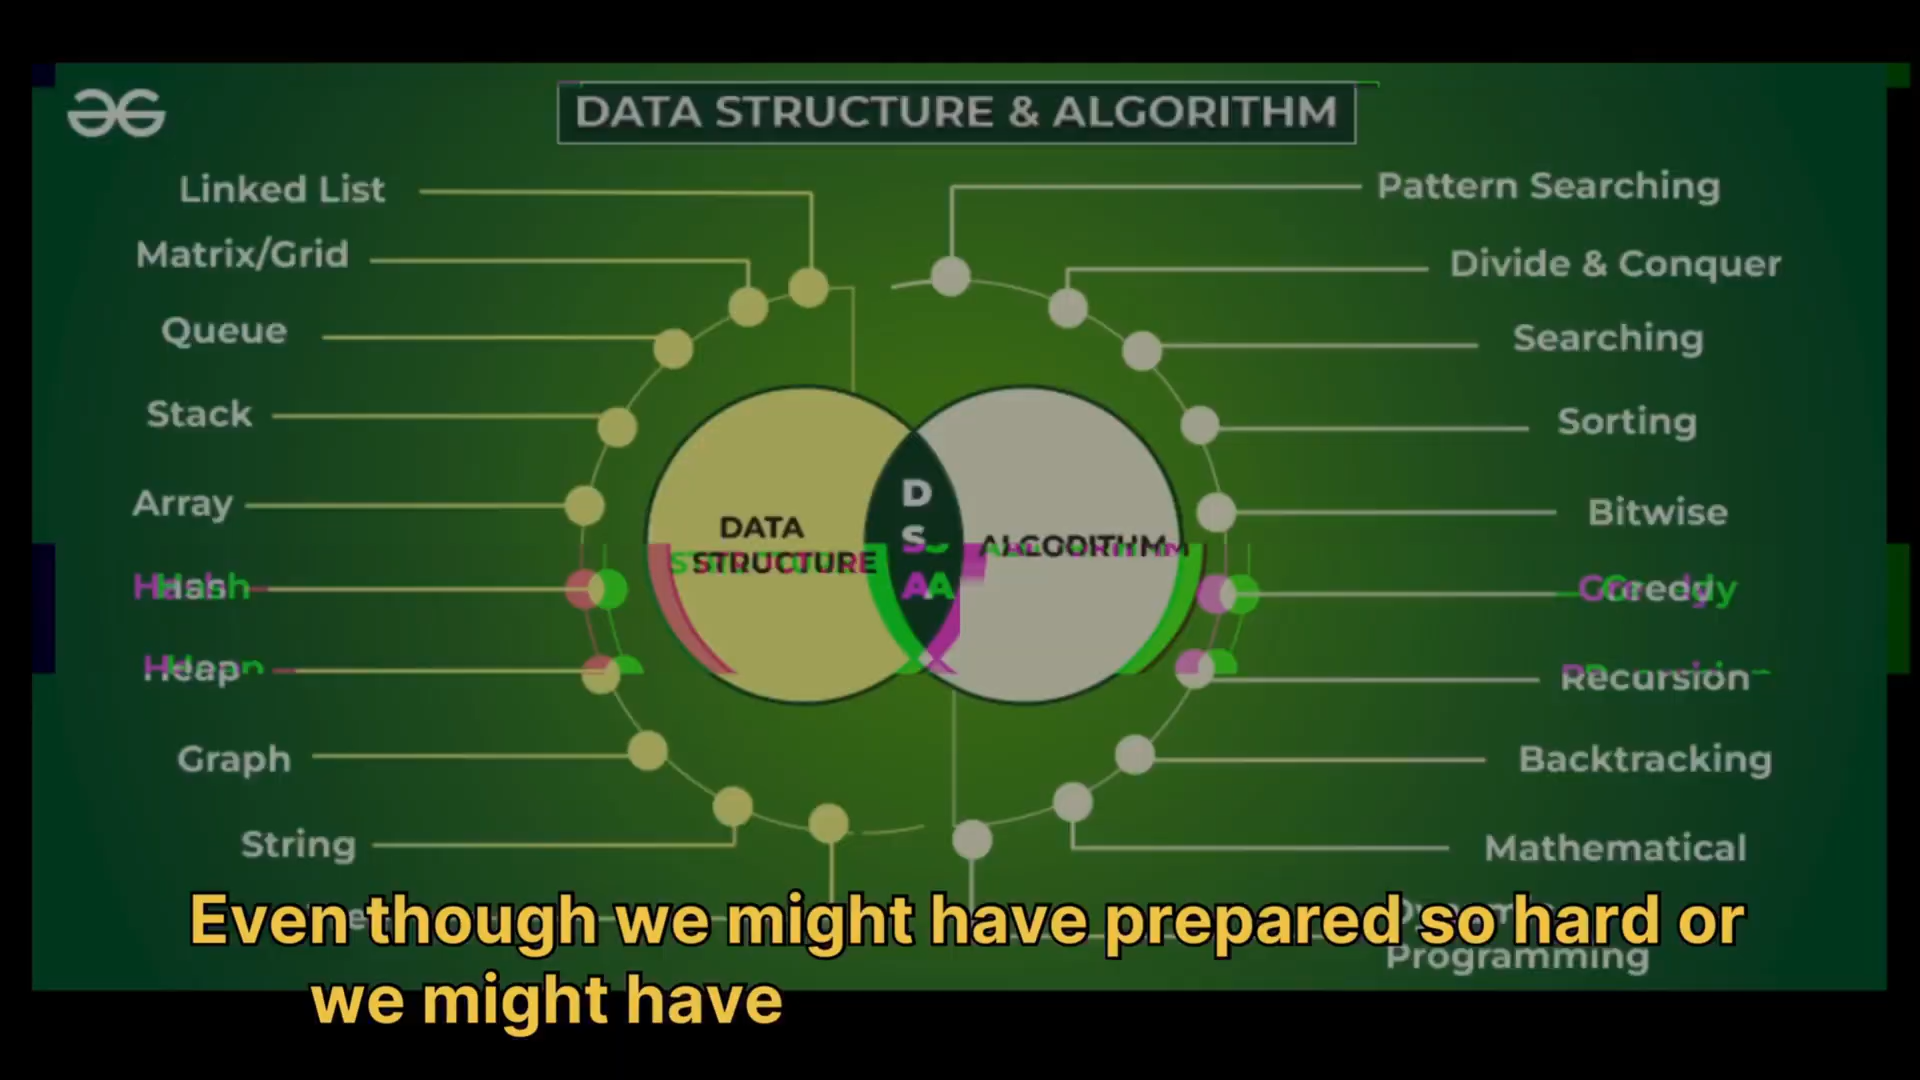 DATA STRUCTURE & ALGORITHM
Linked List
Matrix/Grid
Queue
Stack
Array
Hash
Heap
Graph
String
Pattern Searching
Divide & Conquer
Searching
Sorting
Bitwise
Greedy
Recursion
Backtracking
Mathematical
Programming
DATA
STRUCTURE
D
S
A
ALGORITHM
Even though we might have prepared so hard or
we might have